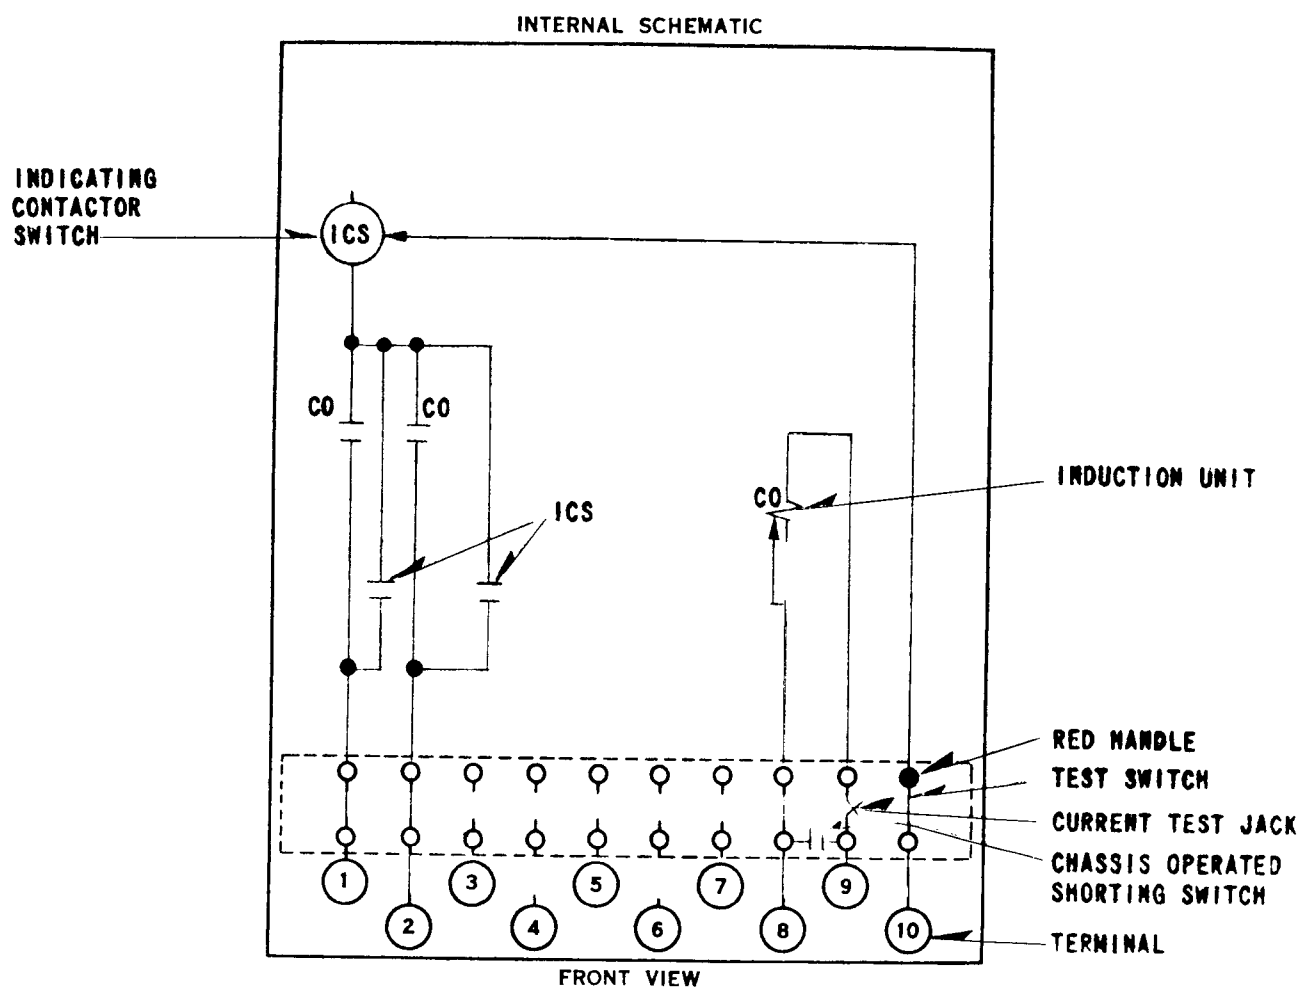 INTERNAL SCHEMATIC
INDICATING
CONTACTOR
SWITCH
ICS
CO
CO
ICS
CO
INDUCTION UNIT
RED HANDLE
TEST SWITCH
CURRENT TEST JACK
CHASSIS OPERATED
SHORTING SWITCH
1
3
5
7
9
2
4
6
8
10
TERMINAL
FRONT VIEW